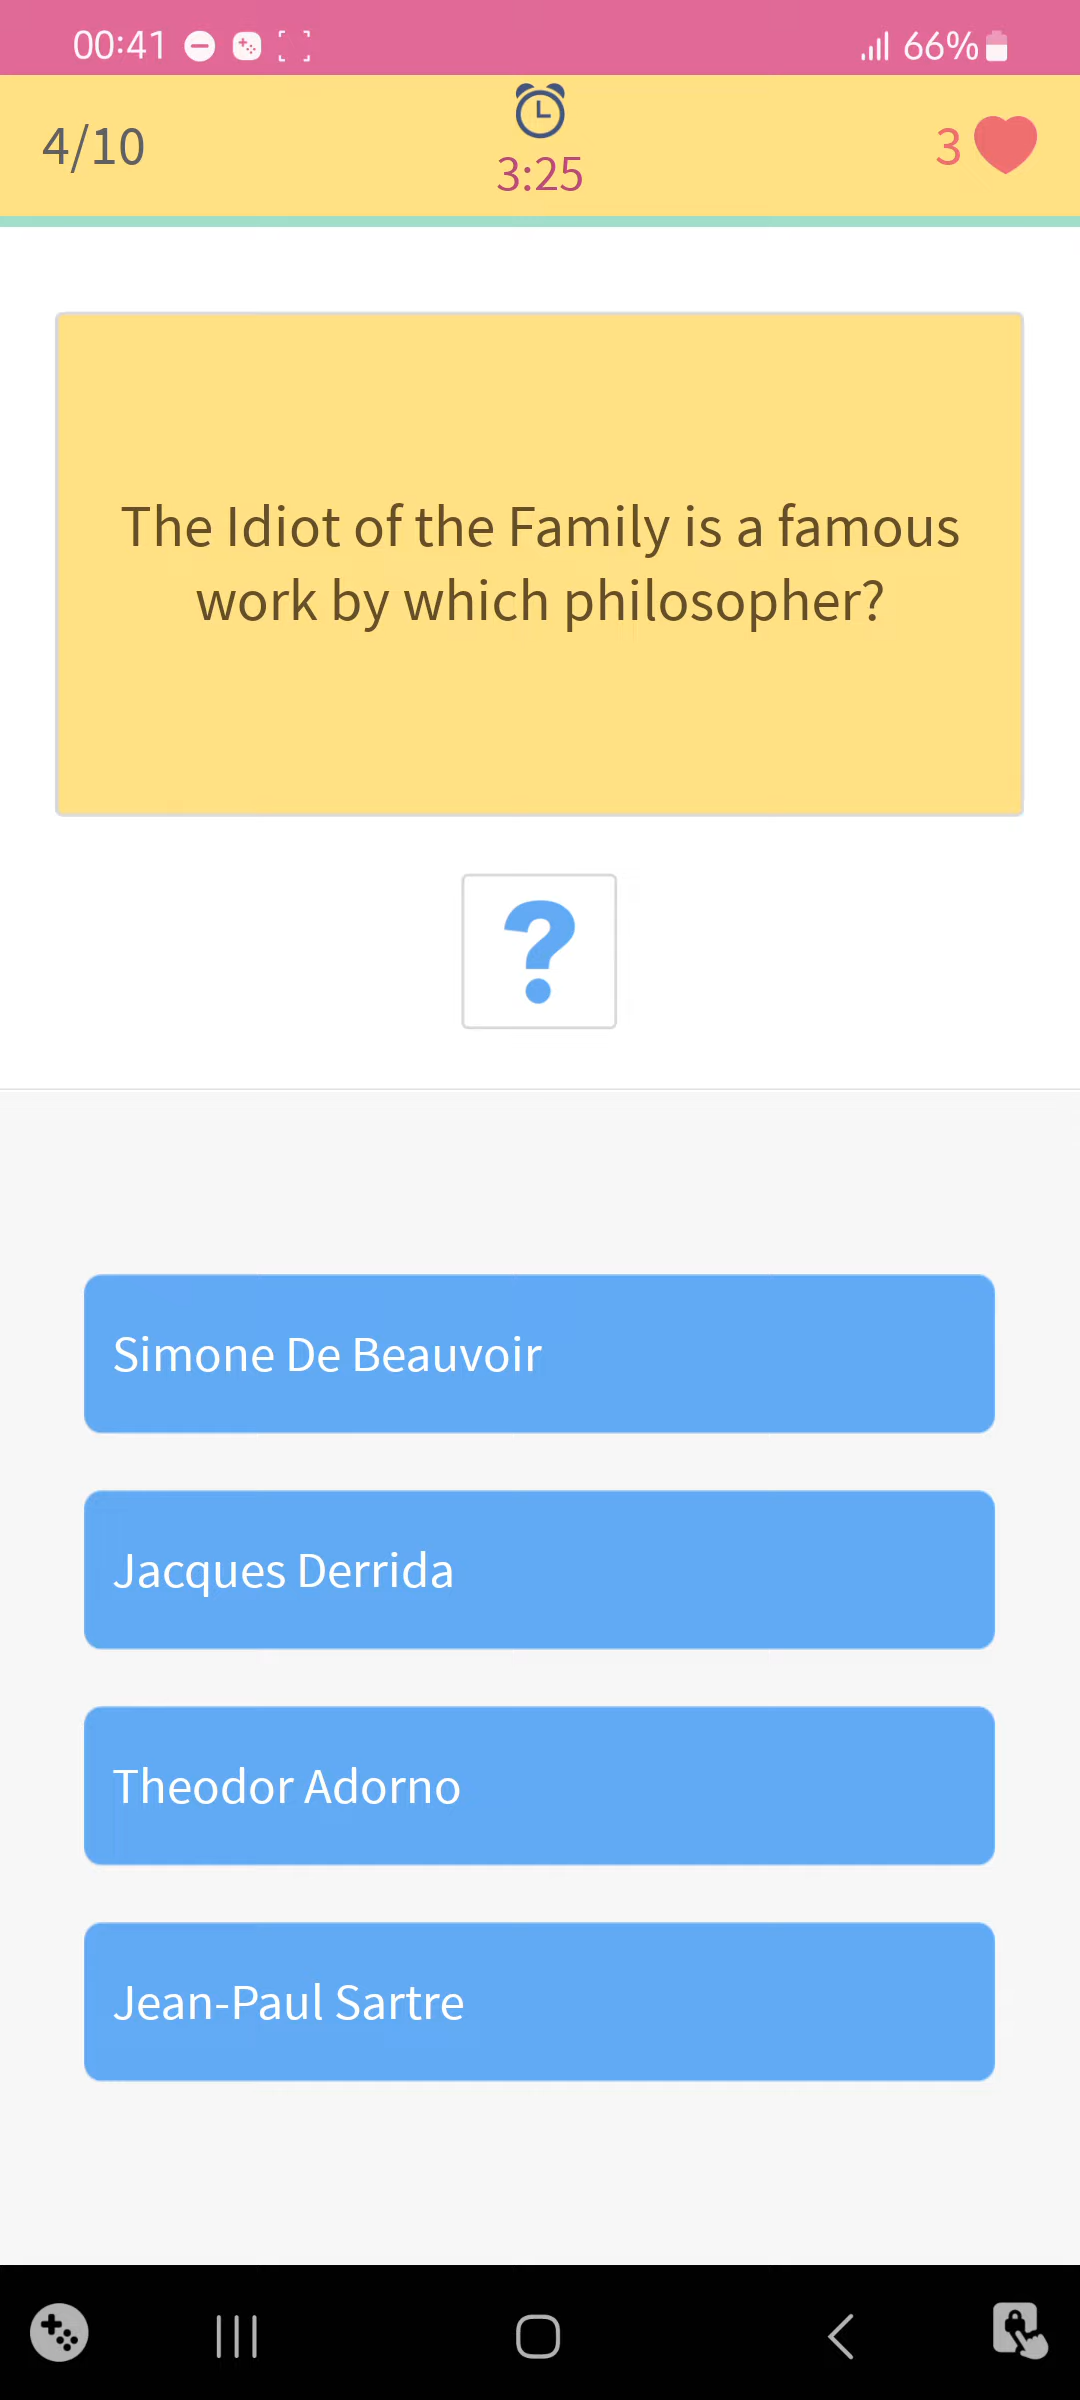 00:41
66%
4/10
3:25
3
The Idiot of the Family is a famous
work by which philosopher?
?
Simone De Beauvoir
Jacques Derrida
Theodor Adorno
Jean-Paul Sartre